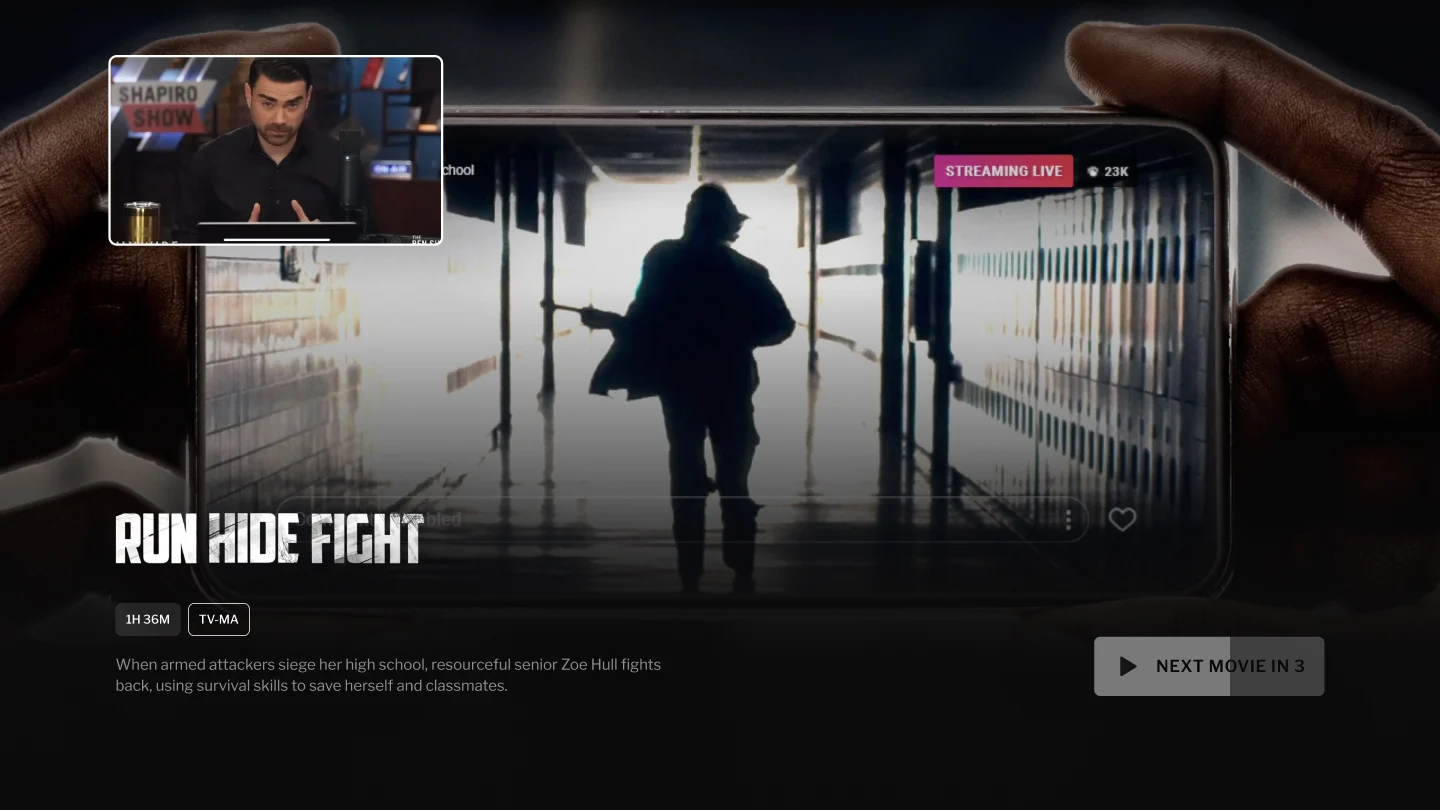 SHAPIRO
SHOW
THE
chool
STREAMING LIVE
23K
bled
RUN HIDE FIGHT
1H 36M
TV-MA
When armed attackers siege her high school, resourceful senior Zoe Hull fights
back, using survival skills to save herself and classmates.
NEXT MOVIE IN 3